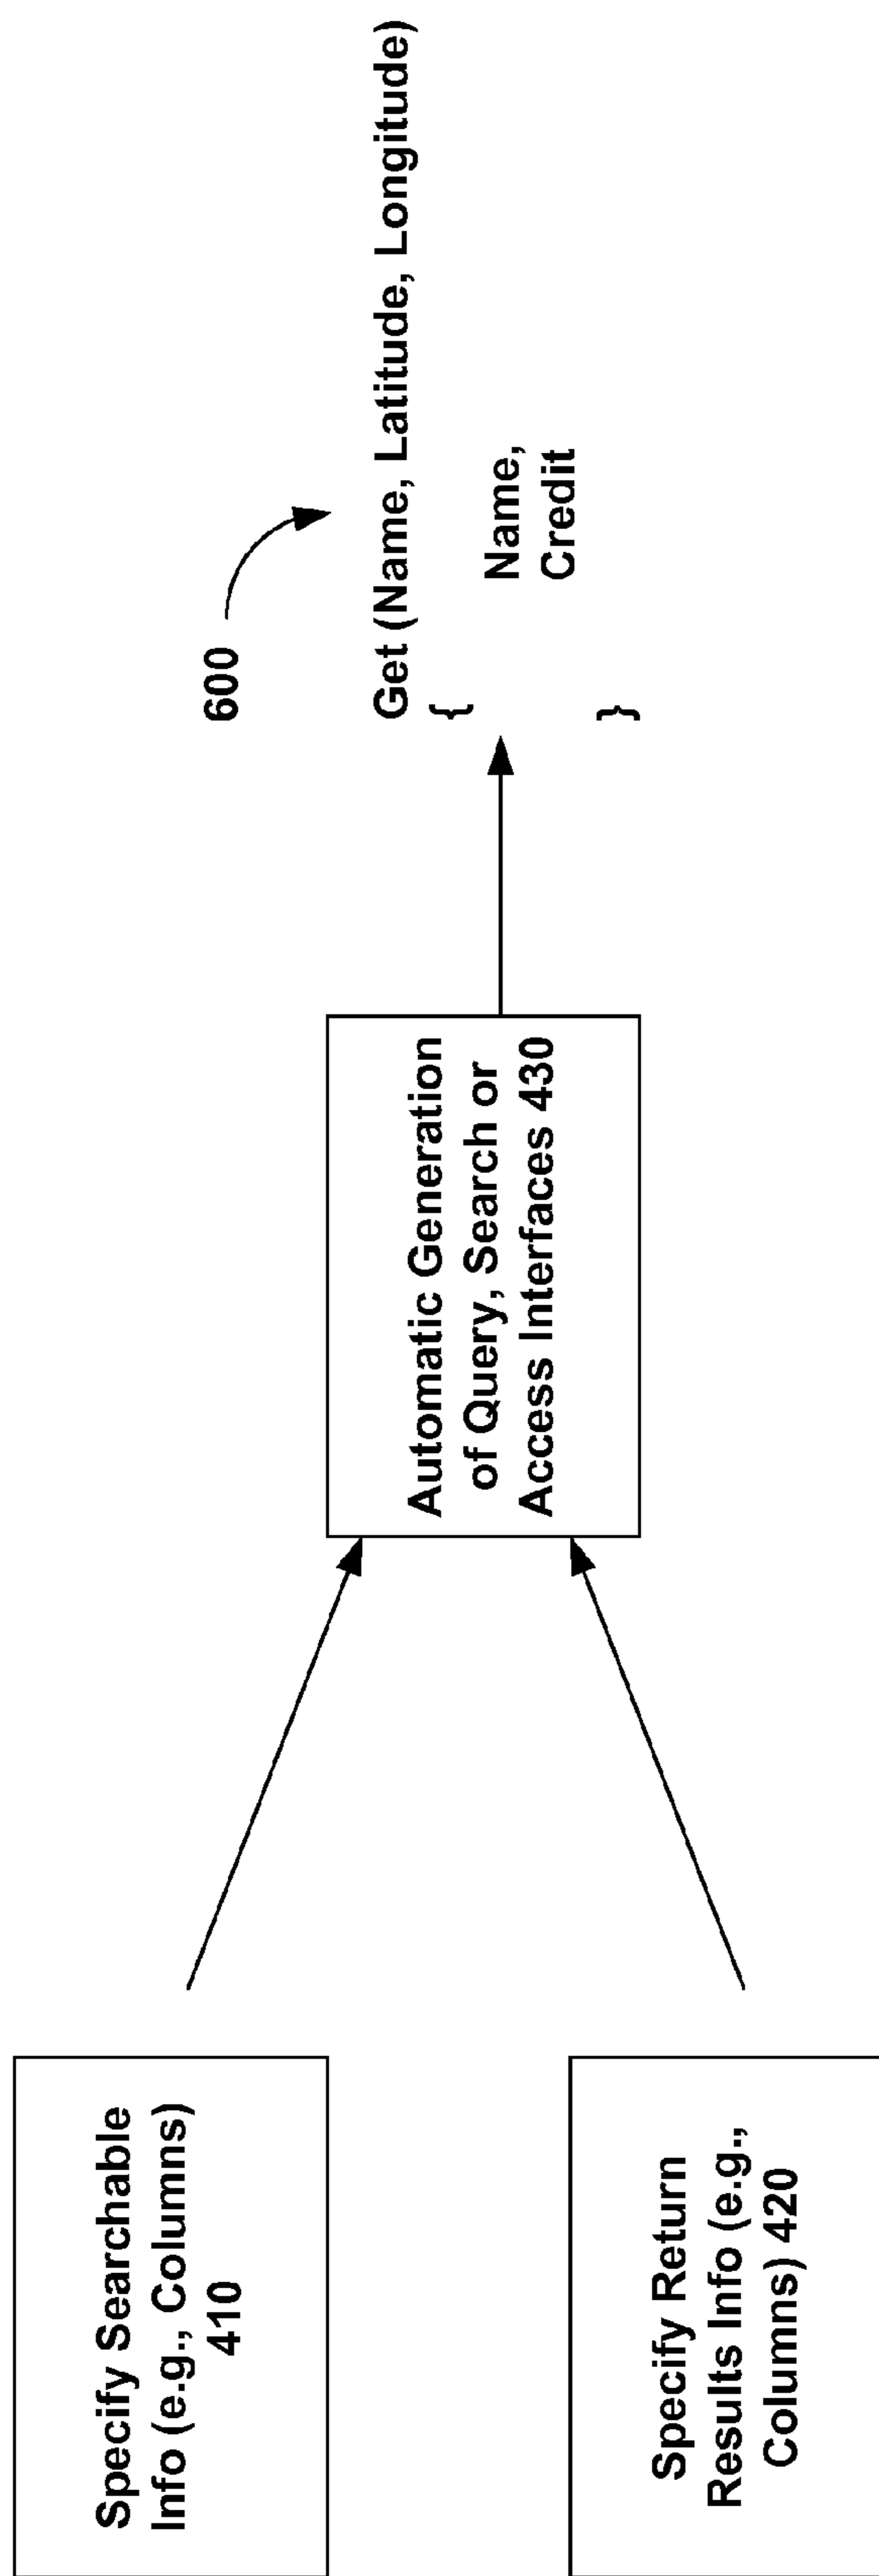 Specify Searchable
Info (e.g., Columns)
410
Specify Return
Results Info (e.g.,
Columns) 420
Automatic Generation
of Query, Search or
Access Interfaces 430
600
Get (Name, Latitude, Longitude)
{
Name,
Credit
}